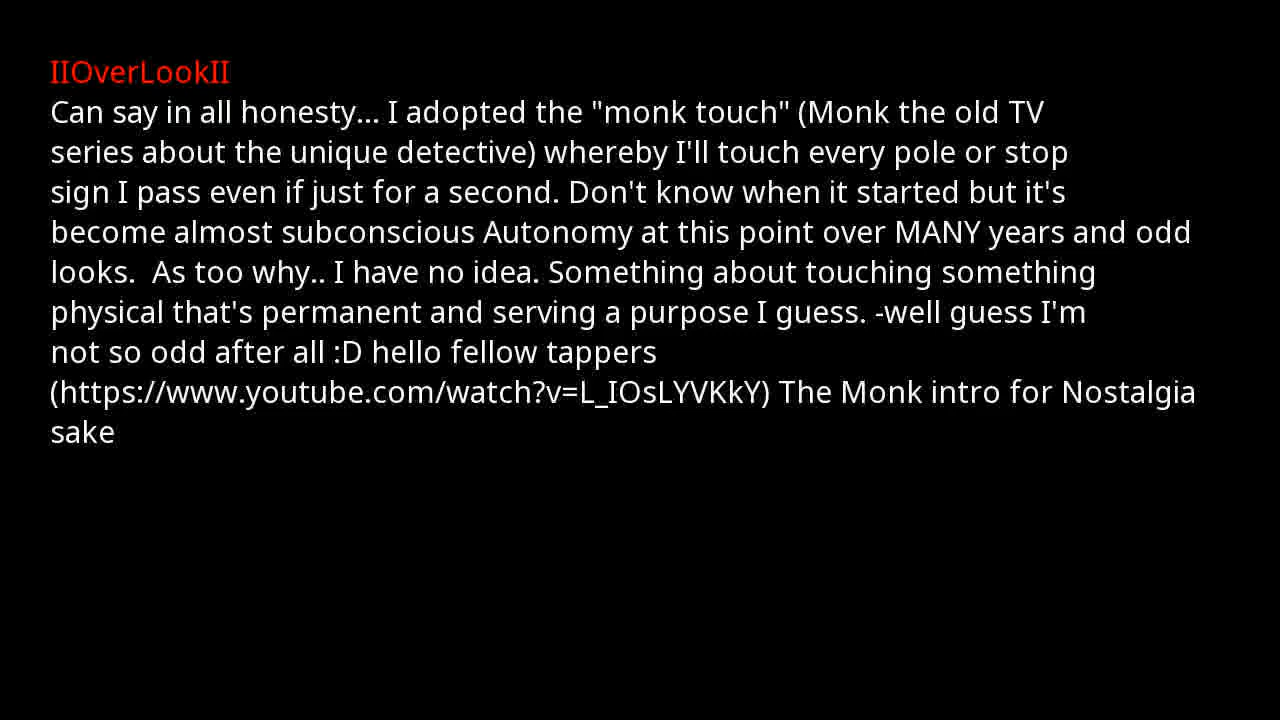 IIOverLookII
Can say in all honesty... I adopted the "monk touch" (Monk the old TV
series about the unique detective) whereby I'll touch every pole or stop
sign I pass even if just for a second. Don't know when it started but it's
become almost subconscious Autonomy at this point over MANY years and odd
looks.  As too why.. I have no idea. Something about touching something
physical that's permanent and serving a purpose I guess. -well guess I'm
not so odd after all :D hello fellow tappers
(https://www.youtube.com/watch?v=L_IOsLYVKkY) The Monk intro for Nostalgia
sake